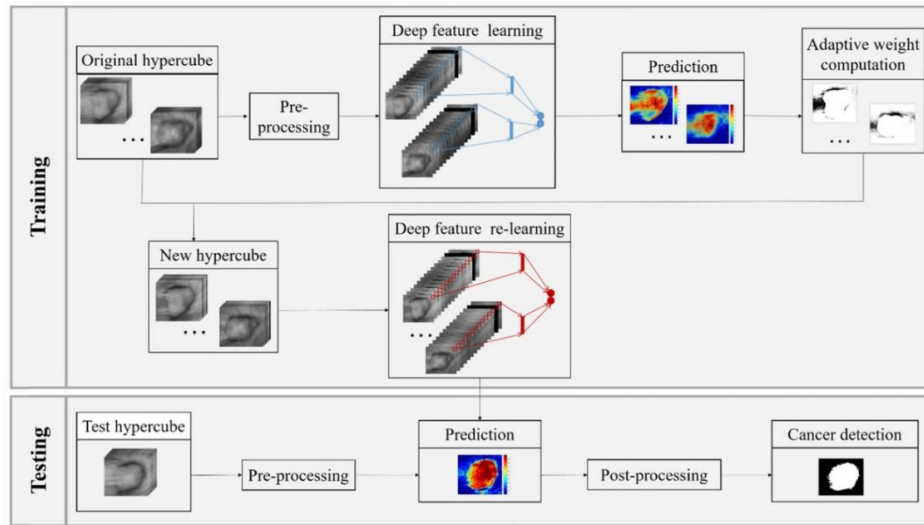 Training
Original hypercube
Pre-
processing
Deep feature learning
Prediction
Adaptive weight
computation
New hypercube
Deep feature re-learning
Testing
Test hypercube
Pre-processing
Prediction
Post-processing
Cancer detection